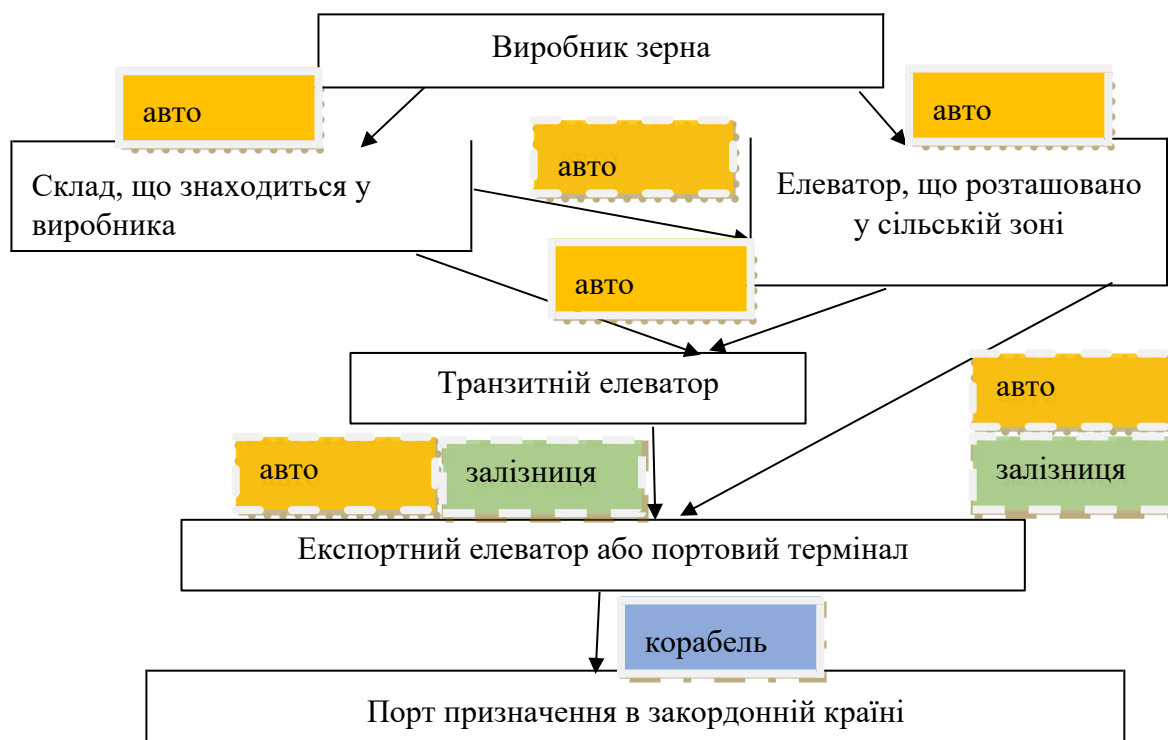 Виробник зерна
авто
авто
авто
Склад, що знаходиться у
виробника
Елеватор, що розташовано
у сільській зоні
авто
Транзитній елеватор
авто
авто
залізниця
залізниця
Експортний елеватор або портовий термінал
корабель
Порт призначення в закордонній країні